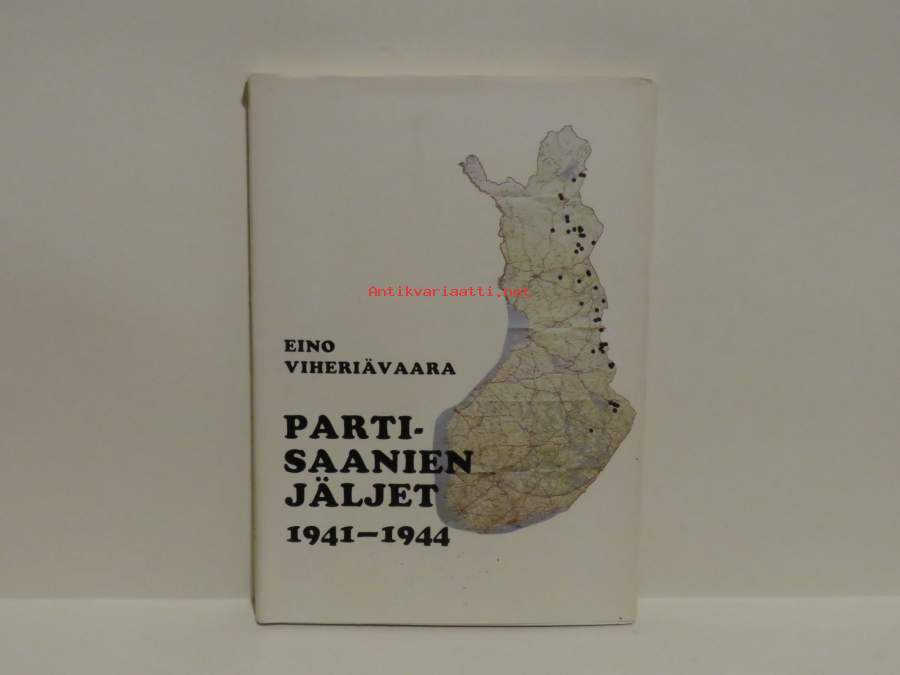 Antikvariaatti.net
EINO
VIHERIÄVAARA
PARTI-
SAANIEN
JÄLJET
1941–1944